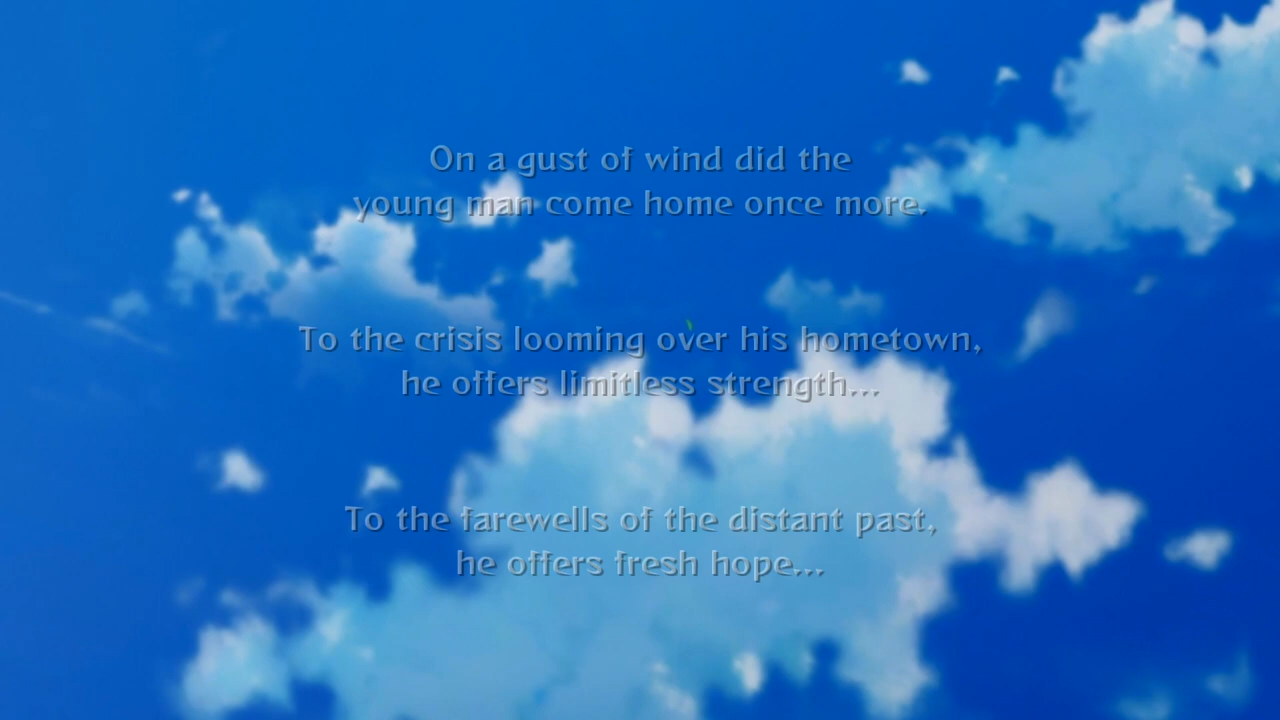 On a gust of wind did the
young man come home once more.
To the crisis looming over his hometown,
he offers limitless strength...
To the farewells of the distant past,
he offers fresh hope...